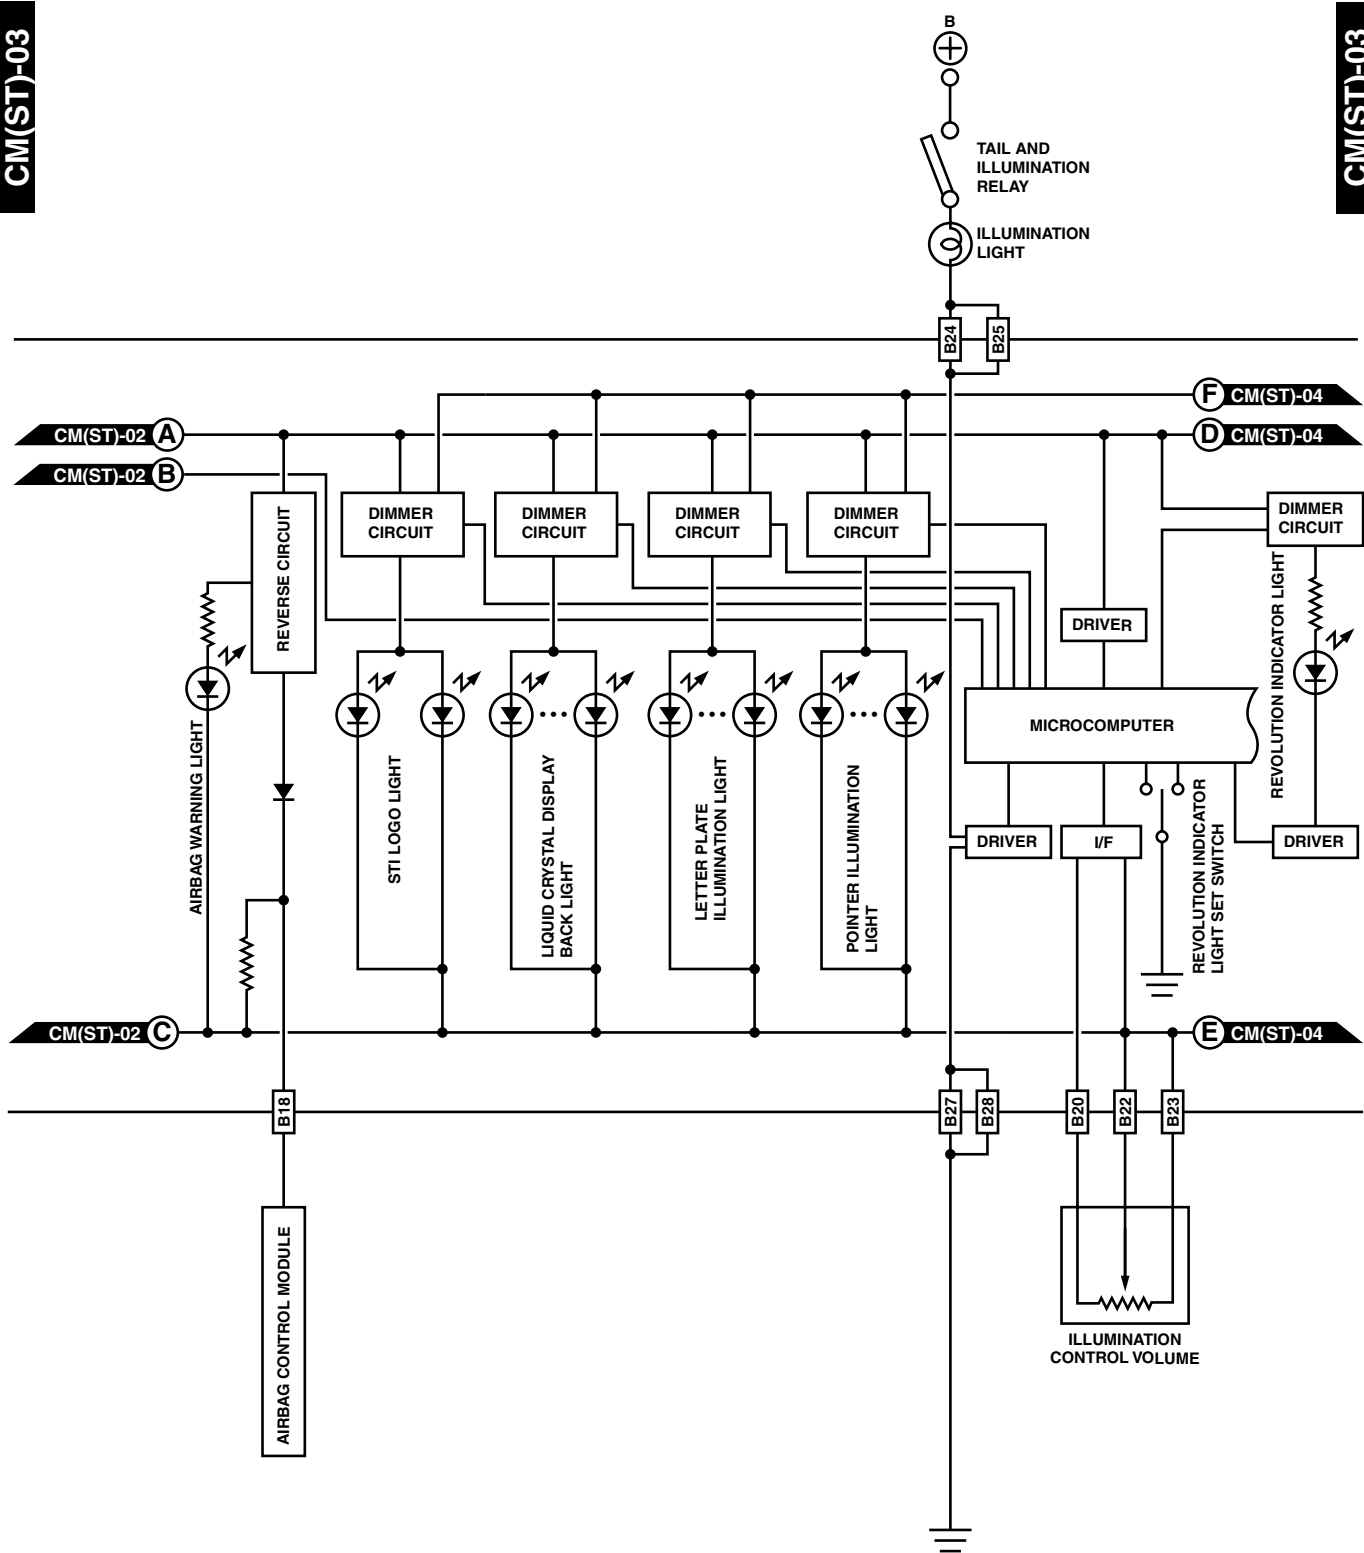 CM(ST)-03
CM(ST)-03
B
TAIL AND
ILLUMINATION
RELAY
ILLUMINATION
LIGHT
B24
B25
F CM(ST)-04
CM(ST)-02 A
D CM(ST)-04
CM(ST)-02 B
REVERSE CIRCUIT
DIMMER
CIRCUIT
DIMMER
CIRCUIT
DIMMER
CIRCUIT
DIMMER
CIRCUIT
DIMMER
CIRCUIT
DRIVER
REVOLUTION INDICATOR LIGHT
MICROCOMPUTER
AIRBAG WARNING LIGHT
STI LOGO LIGHT
LIQUID CRYSTAL DISPLAY
BACK LIGHT
LETTER PLATE
ILLUMINATION LIGHT
POINTER ILLUMINATION
LIGHT
DRIVER
I/F
REVOLUTION INDICATOR
LIGHT SET SWITCH
DRIVER
CM(ST)-02 C
E CM(ST)-04
B18
B27
B28
B20
B22
B23
AIRBAG CONTROL MODULE
ILLUMINATION
CONTROL VOLUME